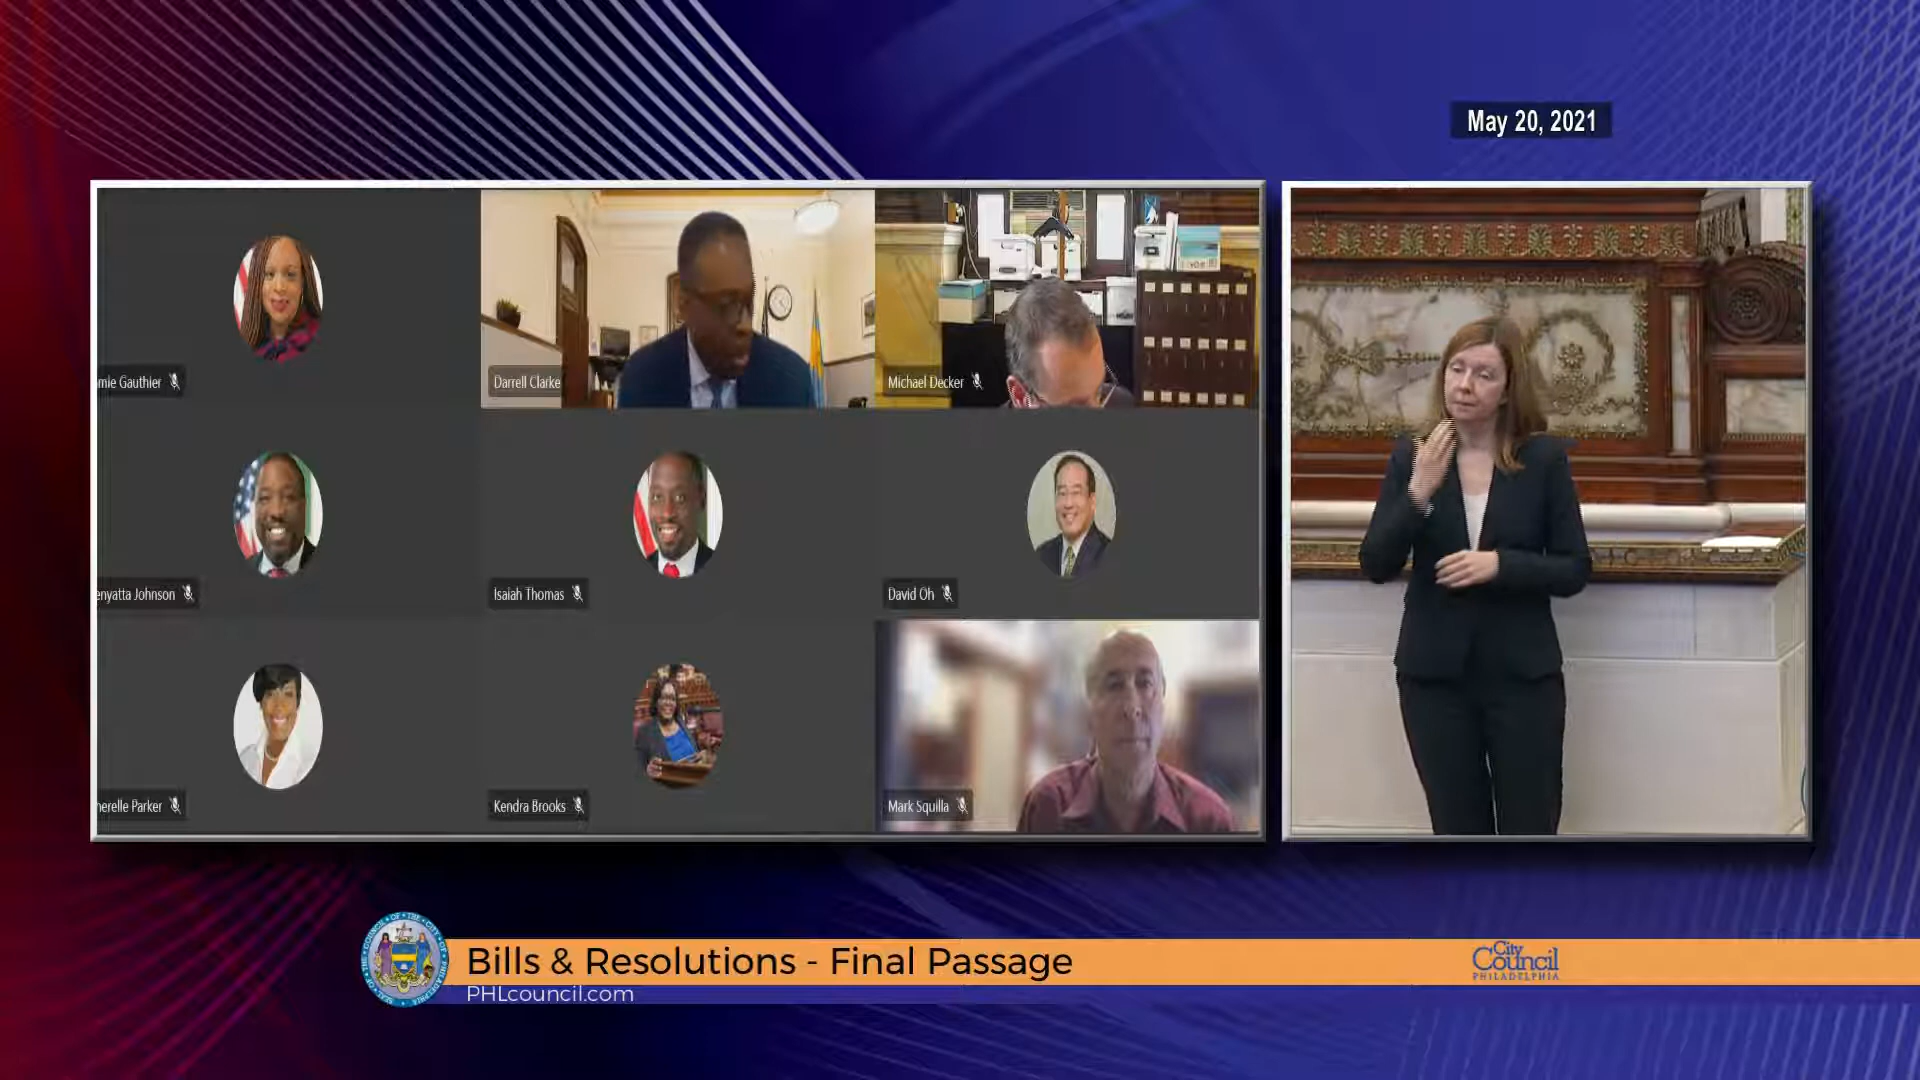 May 20, 2021
mie Gauthier
Darrell Clarke
Michael Decker
enyatta Johnson
Isaiah Thomas
David Oh
herelle Parker
Kendra Brooks
Mark Squilla
Bills & Resolutions - Final Passage
City
Council
PHILADELPHIA
PHLcouncil.com